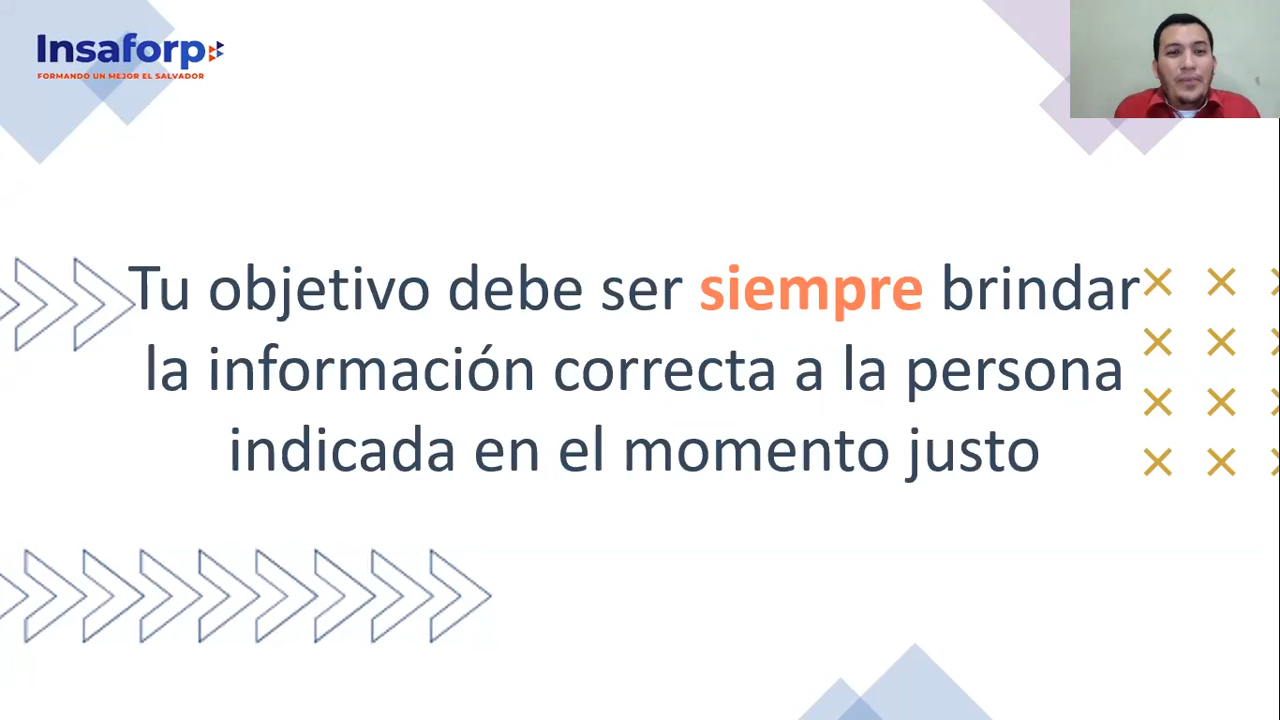 Insaforp
FORMANDO UN MEJOR EL SALVADOR
Tu objetivo debe ser siempre brindar
la información correcta a la persona
indicada en el momento justo